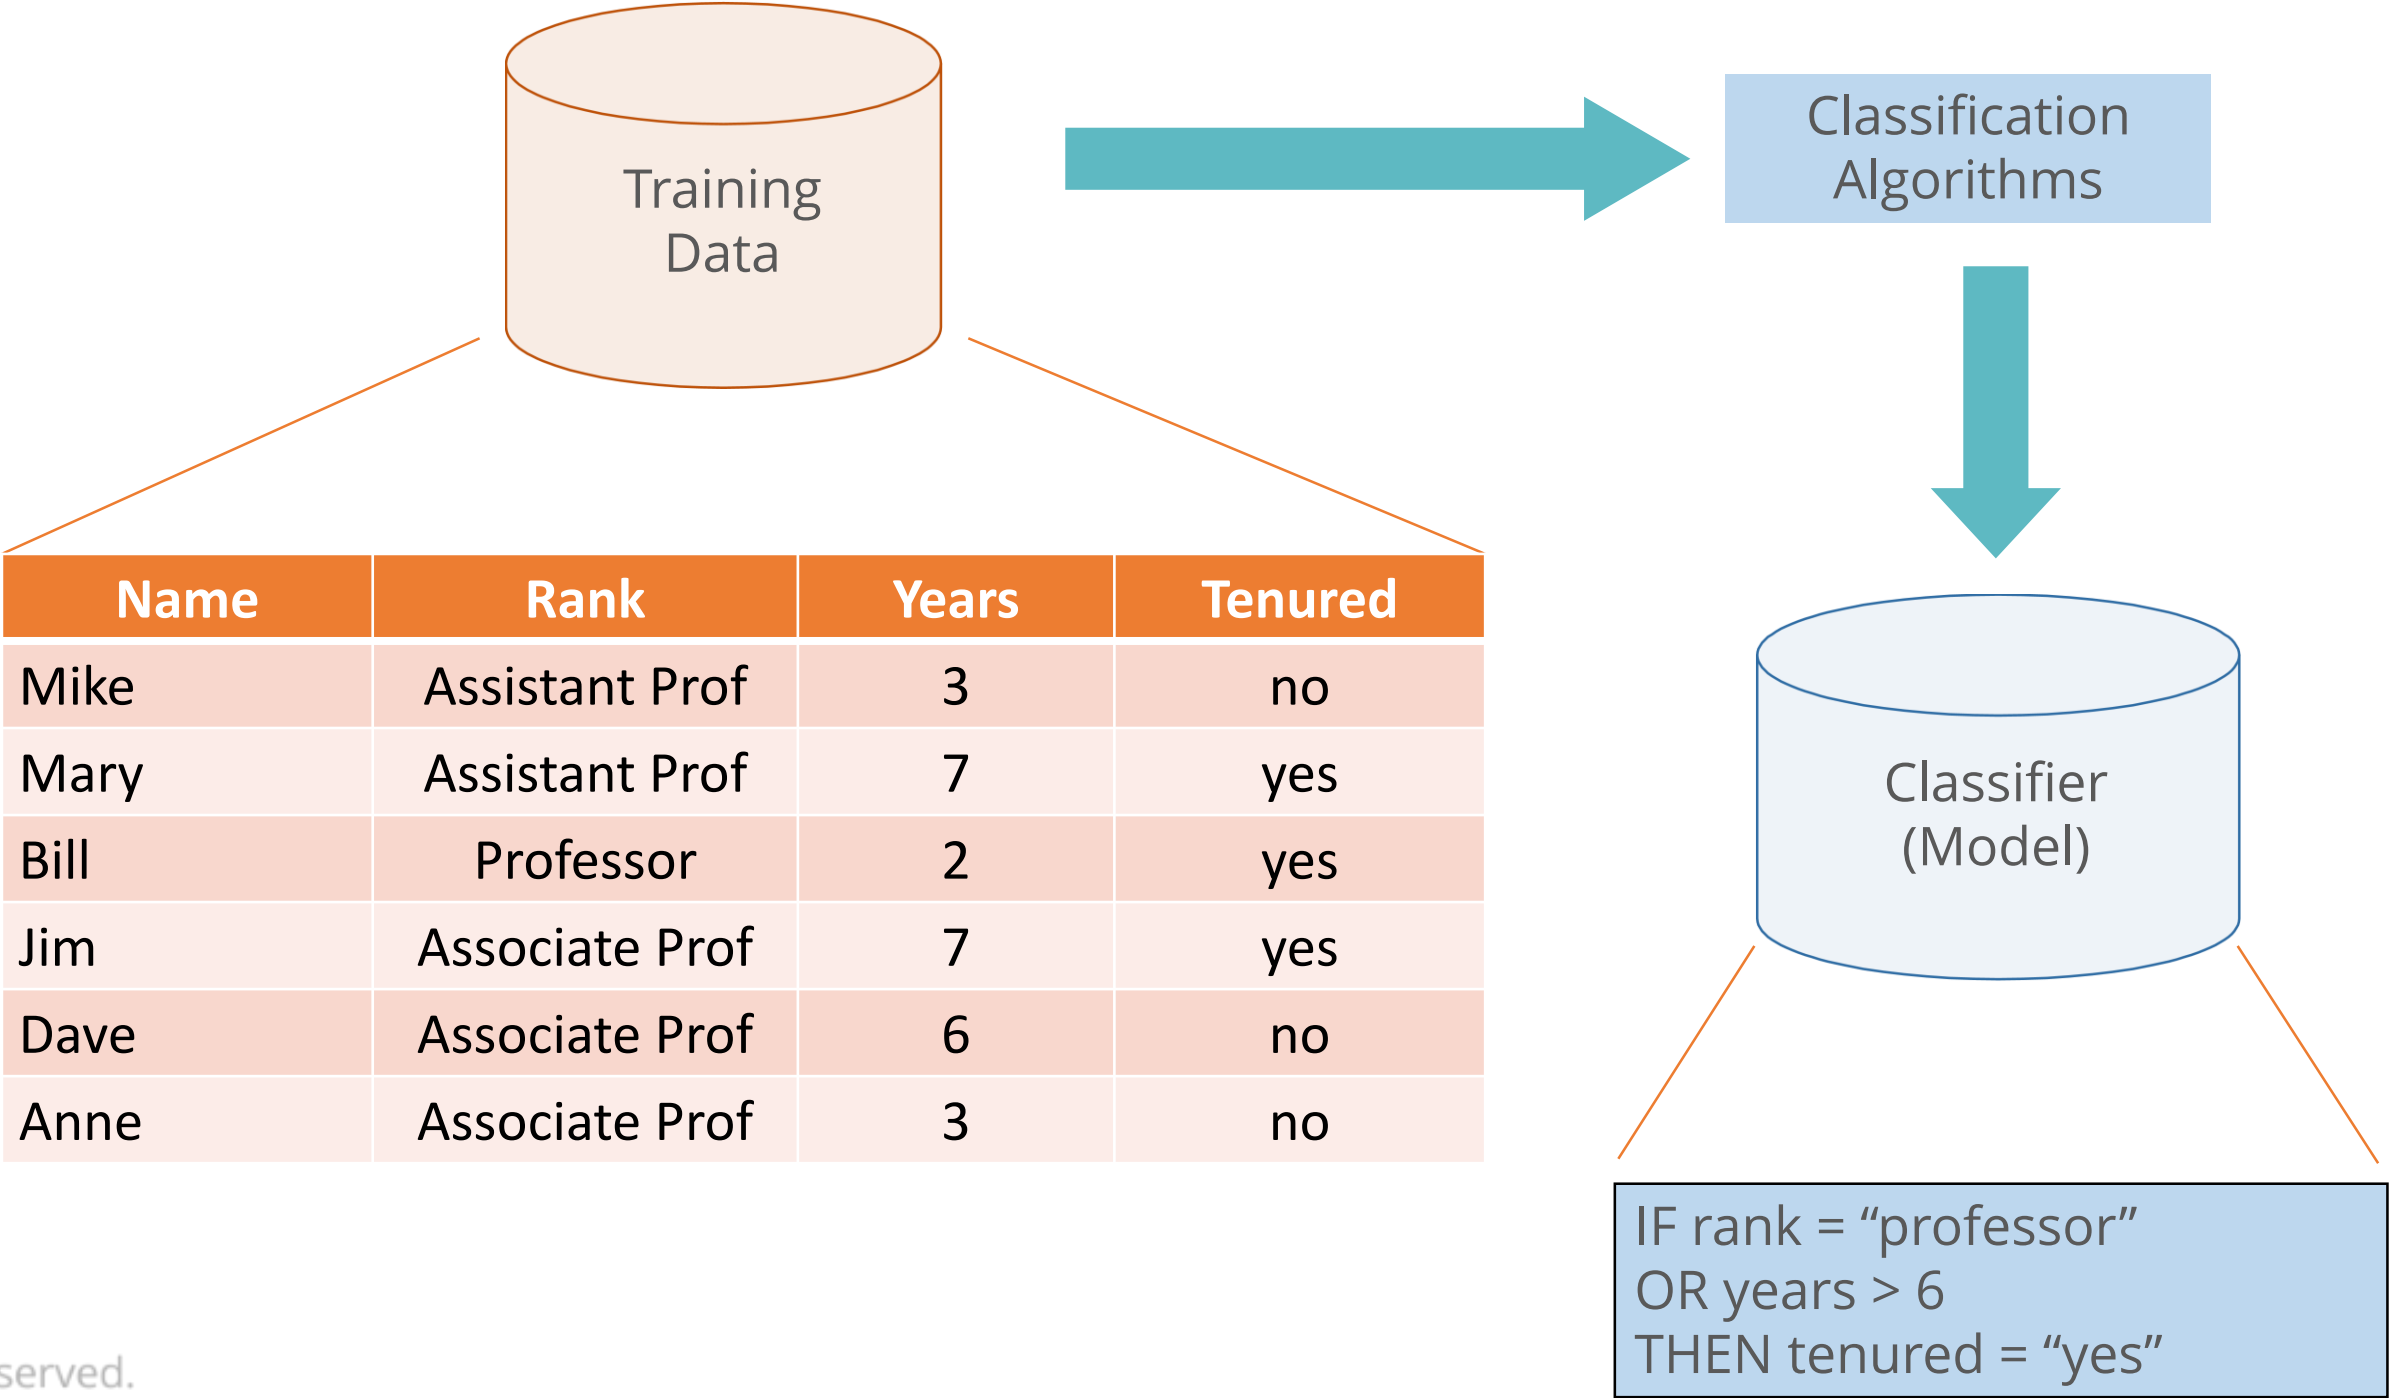 Training
Data
Classification
Algorithms
Name Rank Years Tenured
Mike Assistant Prof 3 no
Mary Assistant Prof 7 yes
Bill Professor 2 yes
Jim Associate Prof 7 yes
Dave Associate Prof 6 no
Anne Associate Prof 3 no
Classifier
(Model)
IF rank = “professor”
OR years > 6
THEN tenured = “yes”
served.